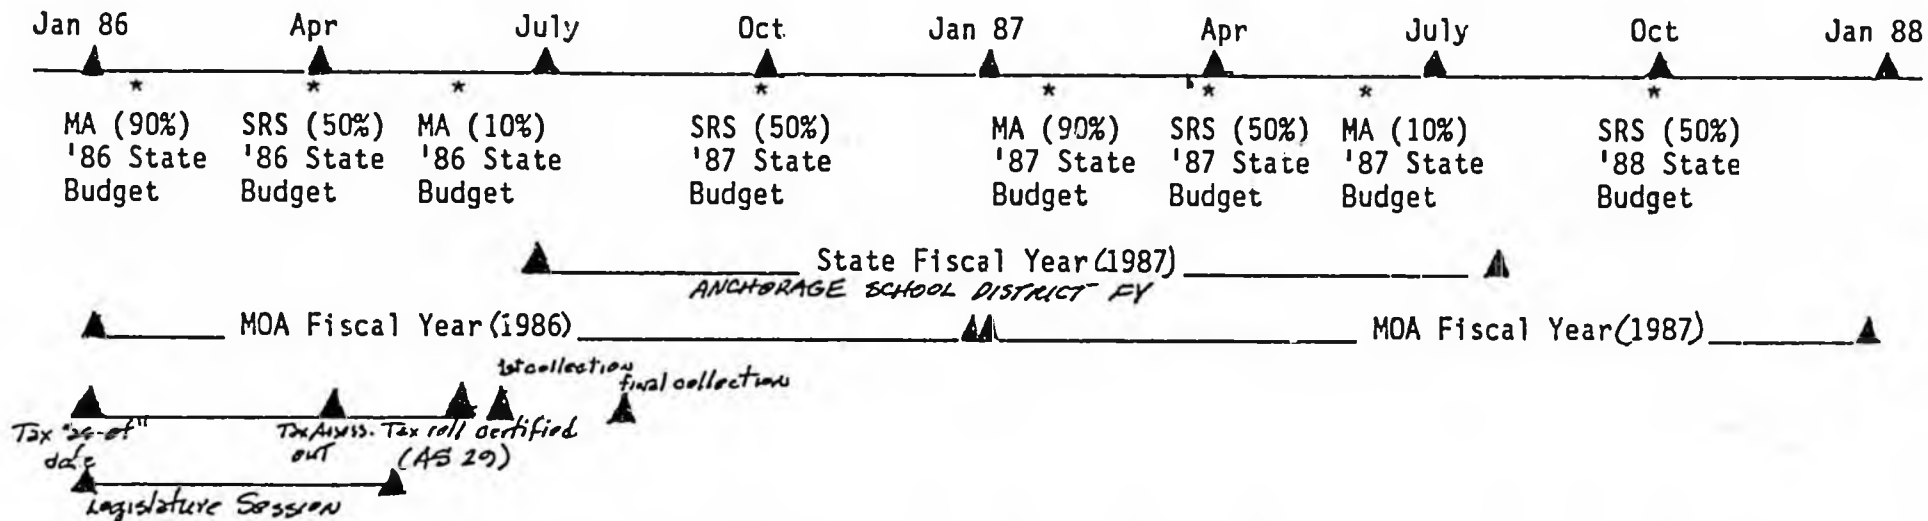 Jan 86 Apr July Oct. Jan 87 Apr July Oct Jan 88
* * * * * * * *
MA (90%) SRS (50%) MA (10%) SRS (50%) MA (90%) SRS (50%) MA (10%) SRS (50%)
'86 State '86 State '86 State '87 State '87 State '87 State '87 State '88 State
Budget Budget Budget Budget Budget Budget Budget Budget
State Fiscal Year (1987)
ANCHORAGE SCHOOL DISTRICT FY
MOA Fiscal Year (1986) MOA Fiscal Year (1987)
1st collection
final collection
Tax "as-of" Tax Assess. Tax roll certified
date out (AS 29)
Legislature Session